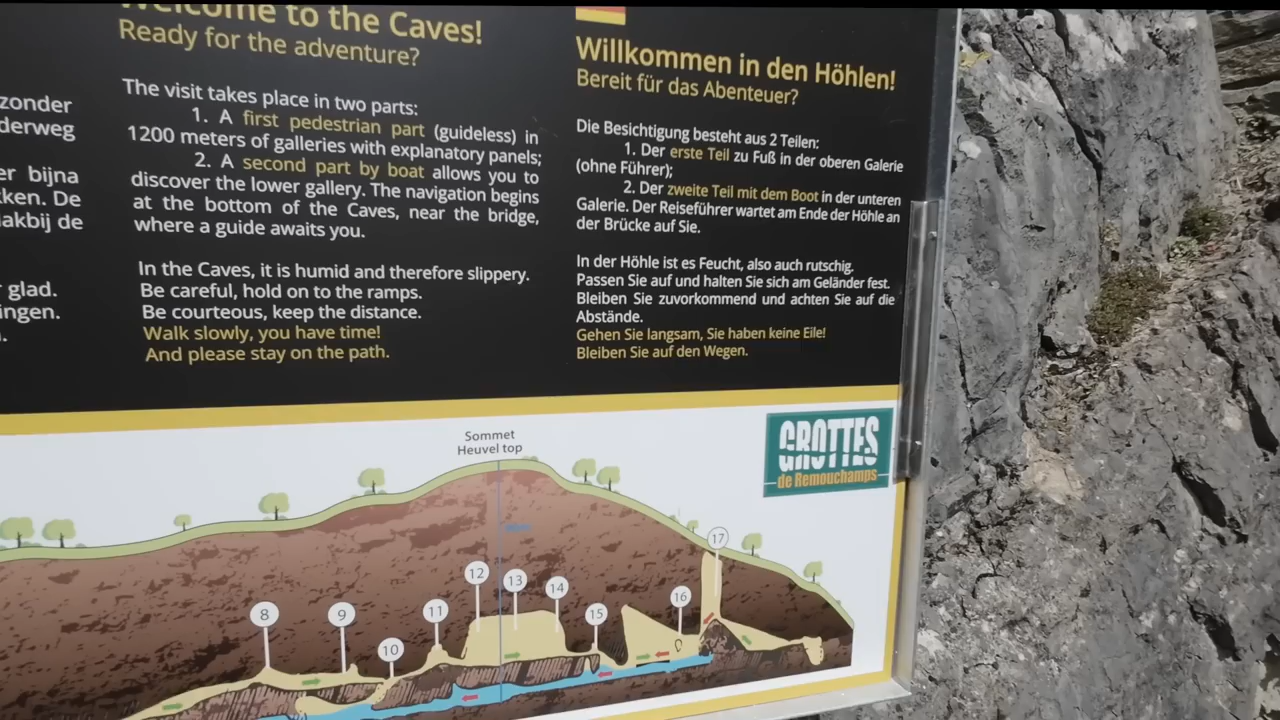 zonder
derweg
er bijna
ken. De
akbij de
glad.
ingen.
Welcome to the Caves!
Ready for the adventure?
The visit takes place in two parts:
1. A first pedestrian part (guideless) in
1200 meters of galleries with explanatory panels;
2. A second part by boat allows you to
discover the lower gallery. The navigation begins
at the bottom of the Caves, near the bridge,
where a guide awaits you.
In the Caves, it is humid and therefore slippery.
Be careful, hold on to the ramps.
Be courteous, keep the distance.
Walk slowly, you have time!
And please stay on the path.
Willkommen in den Höhlen!
Bereit für das Abenteuer?
Die Besichtigung besteht aus 2 Teilen:
1. Der erste Teil zu Fuß in der oberen Galerie
(ohne Führer);
2. Der zweite Teil mit dem Boot in der unteren
Galerie. Der Reiseführer wartet am Ende der Höhle an
der Brücke auf Sie.
In der Höhle ist es Feucht, also auch rutschig.
Passen Sie auf und halten Sie sich am Geländer fest.
Bleiben Sie zuvorkommend und achten Sie auf die
Abstände.
Gehen Sie langsam, Sie haben keine Eile!
Bleiben Sie auf den Wegen.
Sommet
Heuvel top
GROTTES
de Remouchamps
8
9
10
11
12
13
14
15
16
17